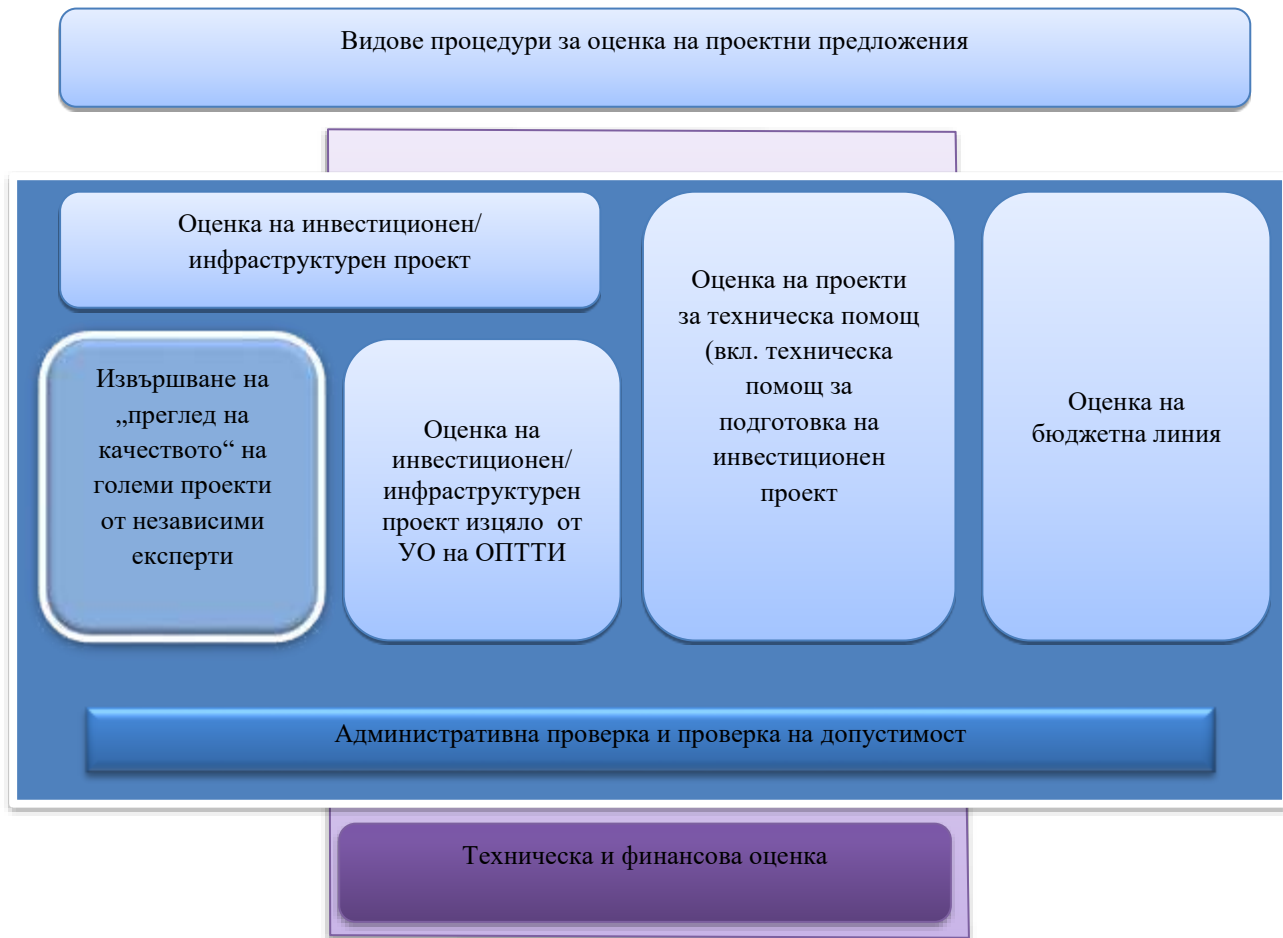 Видове процедури за оценка на проектни предложения
Оценка на инвестиционен/
инфраструктурен проект
Извършване на
„преглед на
качеството“ на
големи проекти
от независими
експерти
Оценка на
инвестиционен/
инфраструктурен
проект изцяло от
УО на ОПТТИ
Оценка на проекти
за техническа помощ
(вкл. техническа
помощ за
подготовка на
инвестиционен
проект
Оценка на
бюджетна линия
Административна проверка и проверка на допустимост
Техническа и финансова оценка